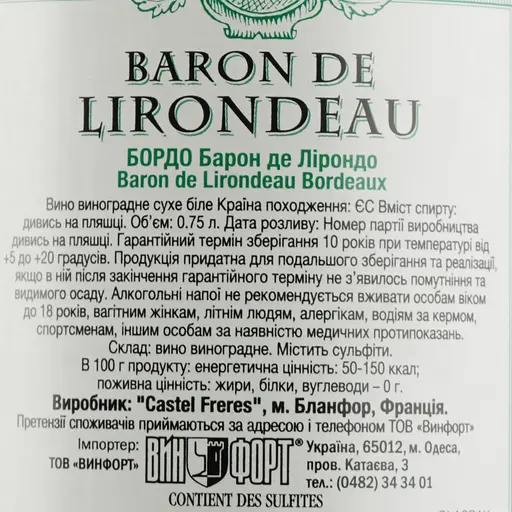 BARON DE
LIRONDEAU
БОРДО Барон де Лірондо
Baron de Lirondeau Bordeaux
Вино виноградне сухе біле Країна походження: ЄС Вміст спирту:
дивись на пляшці. Об'єм: 0.75 л. Дата розливу: Номер партії виробництва
дивись на пляшці. Гарантійний термін зберігання 10 років при температурі від
+5 до +20 градусів. Продукція придатна для подальшого зберігання та реалізації,
якщо в ній після закінчення гарантійного терміну не з'явилось помутніння та
видимого осаду. Алкогольні напої не рекомендується вживати особам віком
до 18 років, вагітним жінкам, літнім людям, алергікам, водіям за кермом,
спортсменам, іншим особам за наявністю медичних протипоказань.
Склад: вино виноградне. Містить сульфіти.
В 100 г продукту: енергетична цінність: 50-150 ккал;
поживна цінність: жири, білки, вуглеводи – 0 г.
Виробник: "Castel Freres", м. Бланфор, Франція.
Претензії споживачів приймаються за адресою і телефоном ТОВ «Винфорт»
Імпортер:
ТОВ «ВИНФОРТ»
ВИНФОРТ®
Україна, 65012, м. Одеса,
пров. Катаєва, 3
тел.: (0482) 34 34 01
CONTIENT DES SULFITES